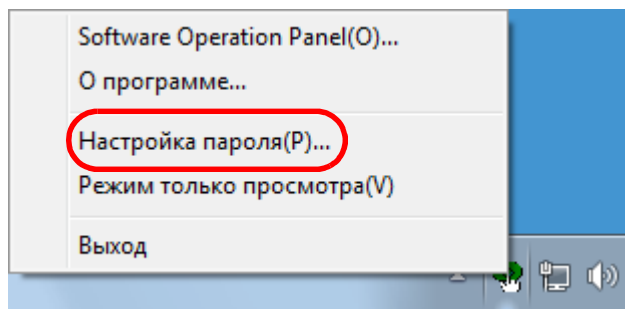 Software Operation Panel(O)...
О программе...
Настройка пароля(P)...
Режим только просмотра(V)
Выход